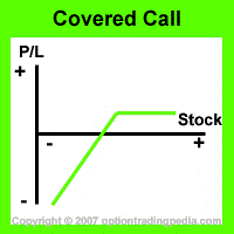 Covered Call
P/L
+
Stock
-
+
-
Copyright © 2007 optiontradingpedia.com